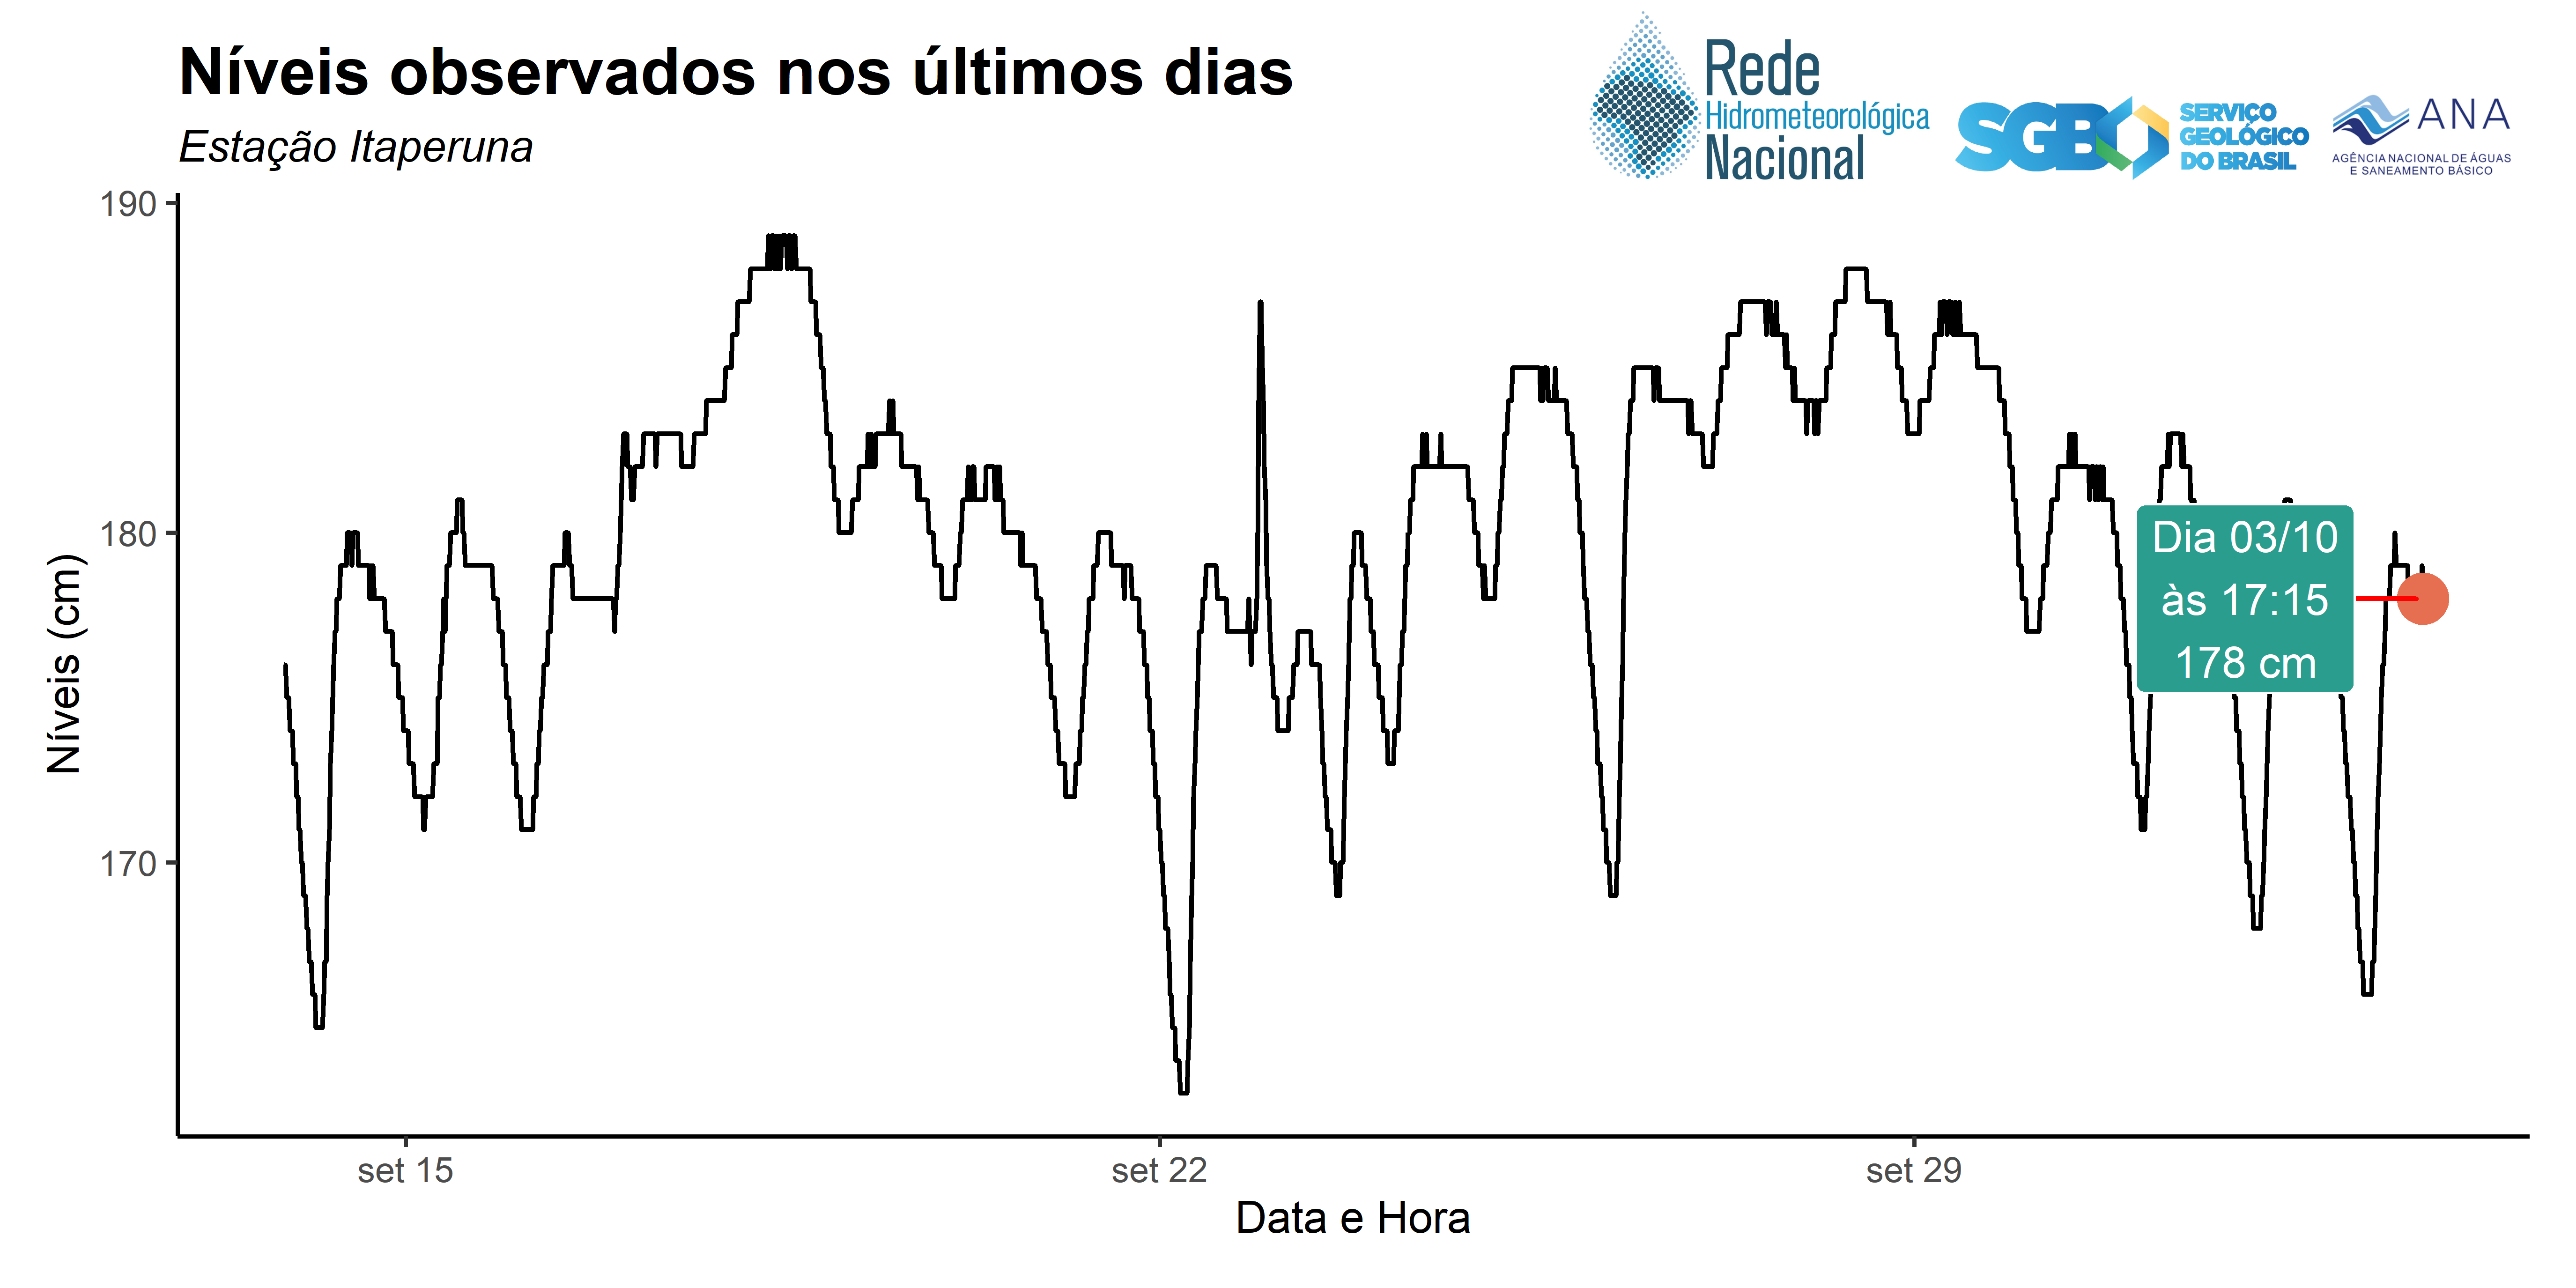 Níveis observados nos últimos dias
Estação Itaperuna
Rede
Hidrometeorológica
Nacional
SGB
SERVIÇO
GEOLÓGICO
DO BRASIL
ANA
AGÊNCIA NACIONAL DE ÁGUAS
E SANEAMENTO BÁSICO
190
180
170
Níveis (cm)
Dia 03/10
às 17:15
178 cm
set 15
set 22
set 29
Data e Hora